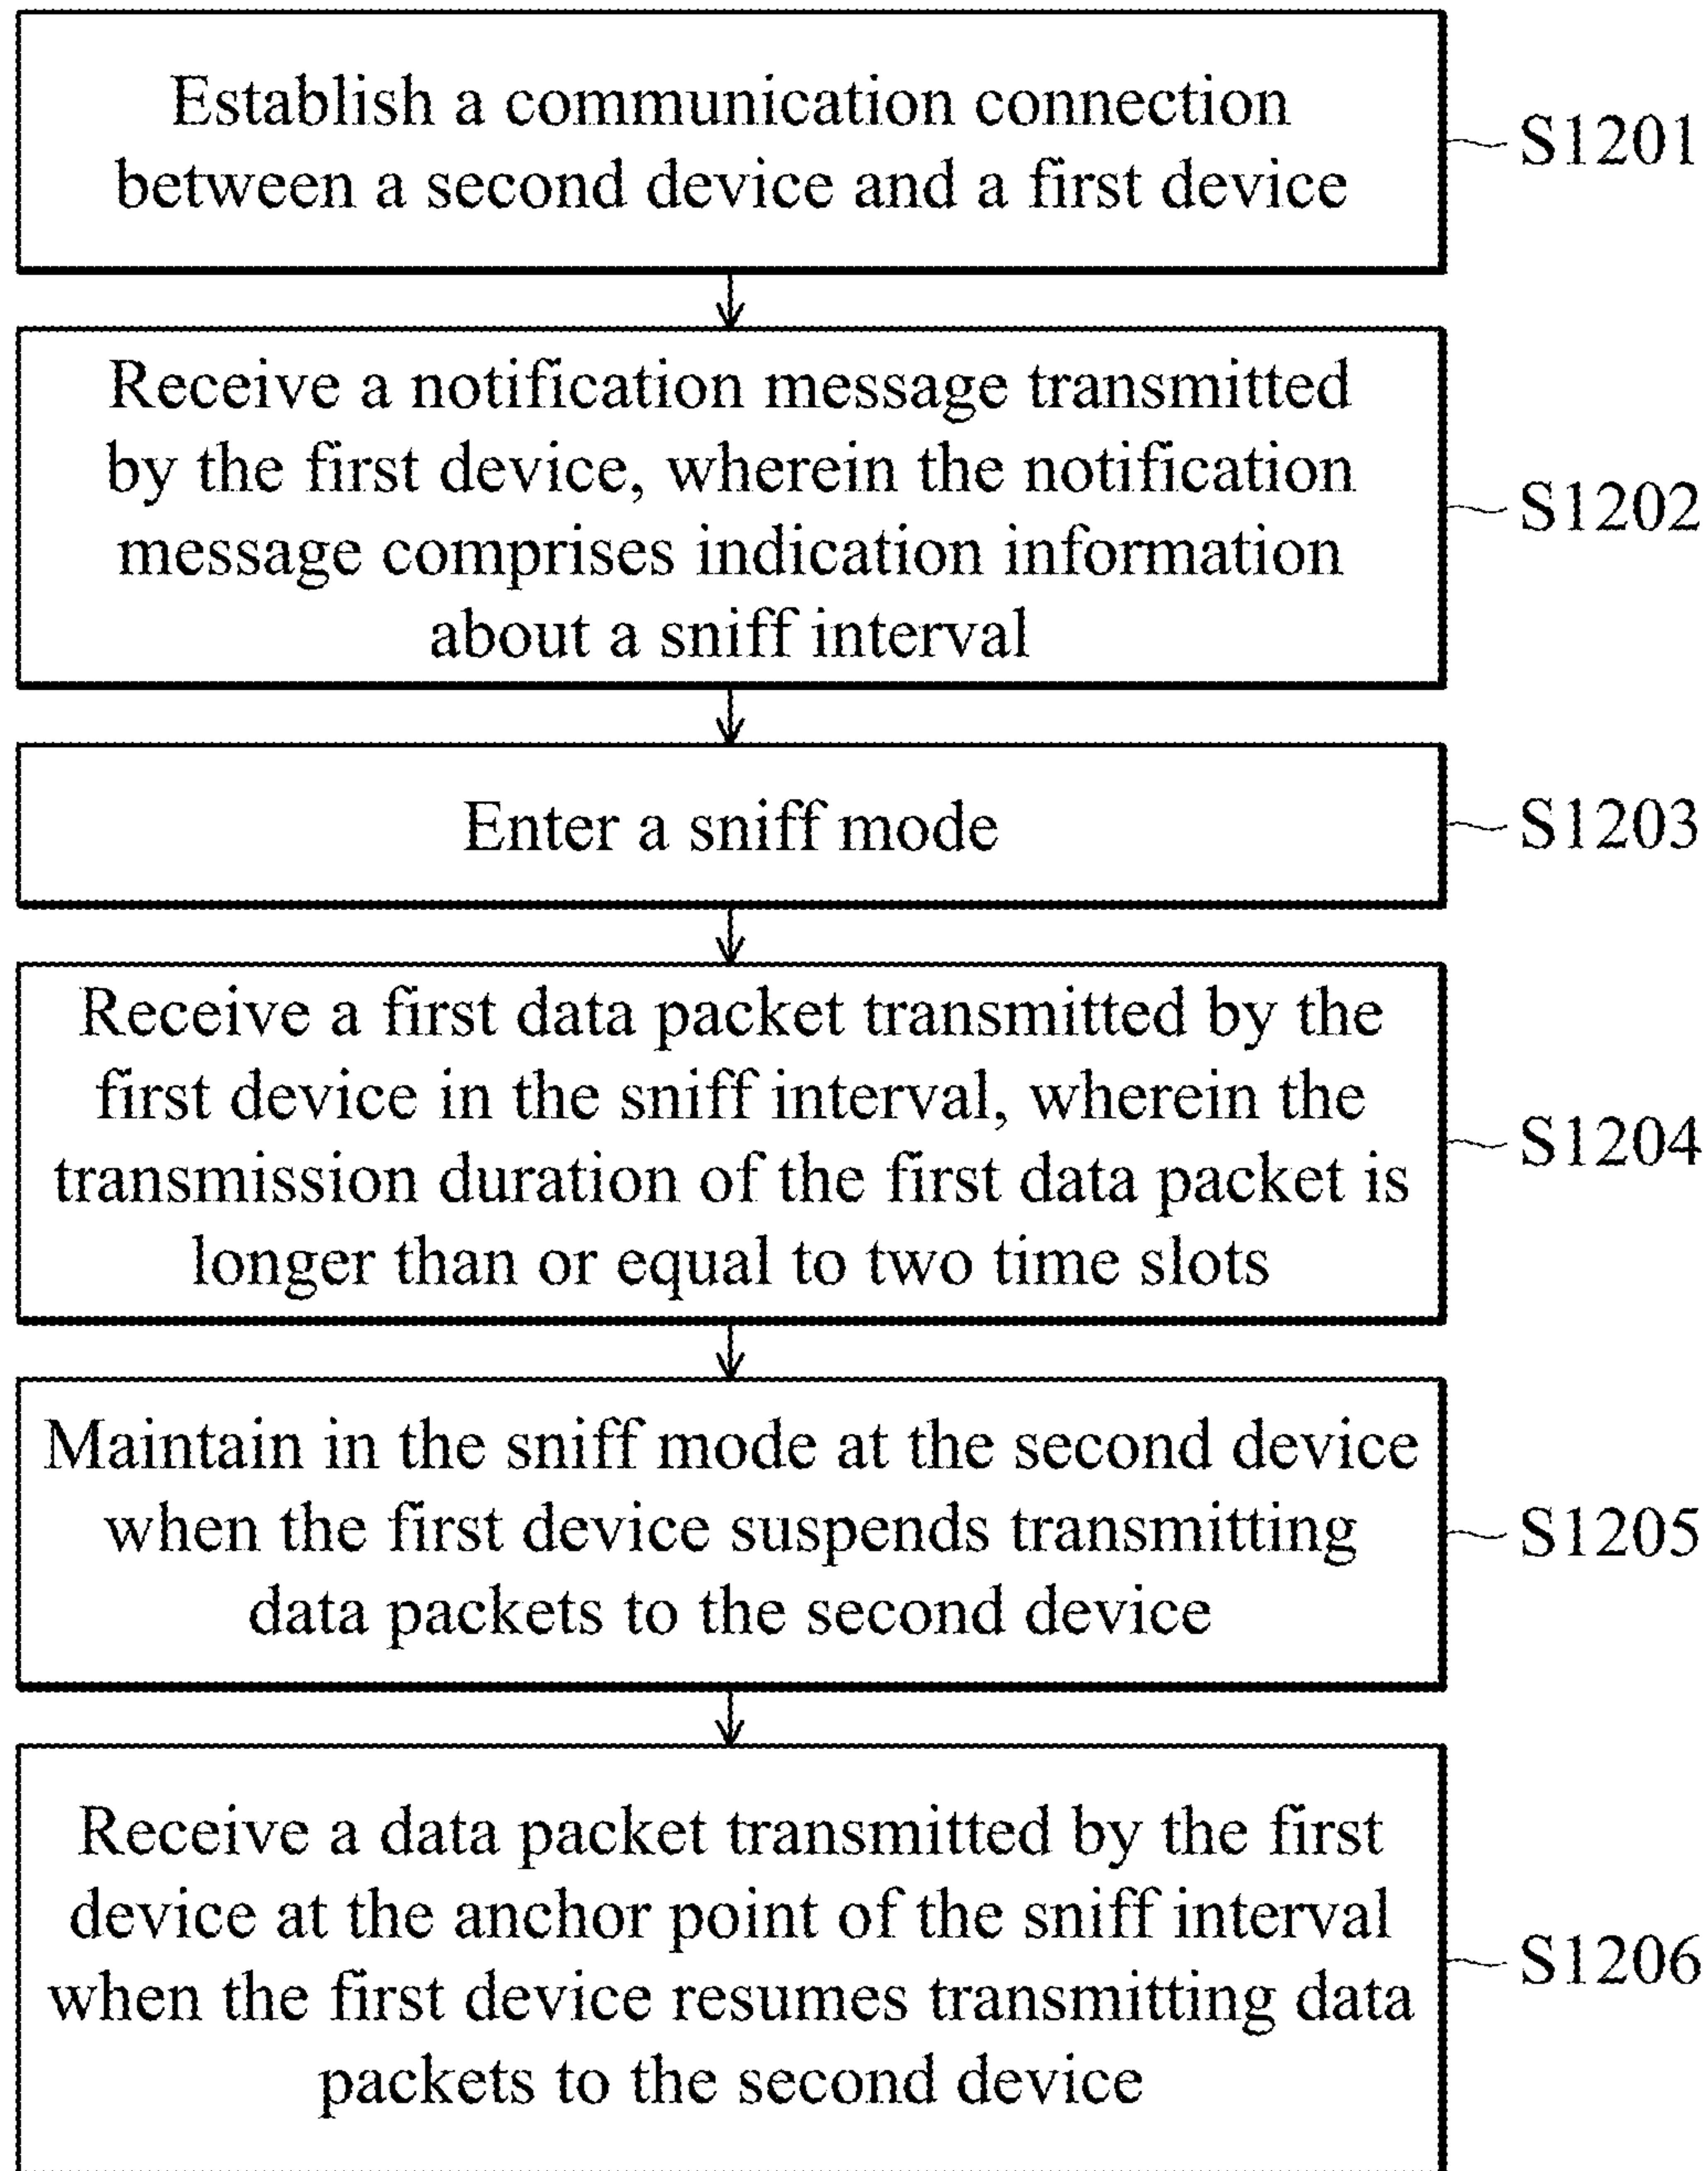 Establish a communication connection
between a second device and a first device
S1201
Receive a notification message transmitted
by the first device, wherein the notification
message comprises indication information
about a sniff interval
S1202
Enter a sniff mode
S1203
Receive a first data packet transmitted by the
first device in the sniff interval, wherein the
transmission duration of the first data packet is
longer than or equal to two time slots
S1204
Maintain in the sniff mode at the second device
when the first device suspends transmitting
data packets to the second device
S1205
Receive a data packet transmitted by the first
device at the anchor point of the sniff interval
when the first device resumes transmitting data
packets to the second device
S1206